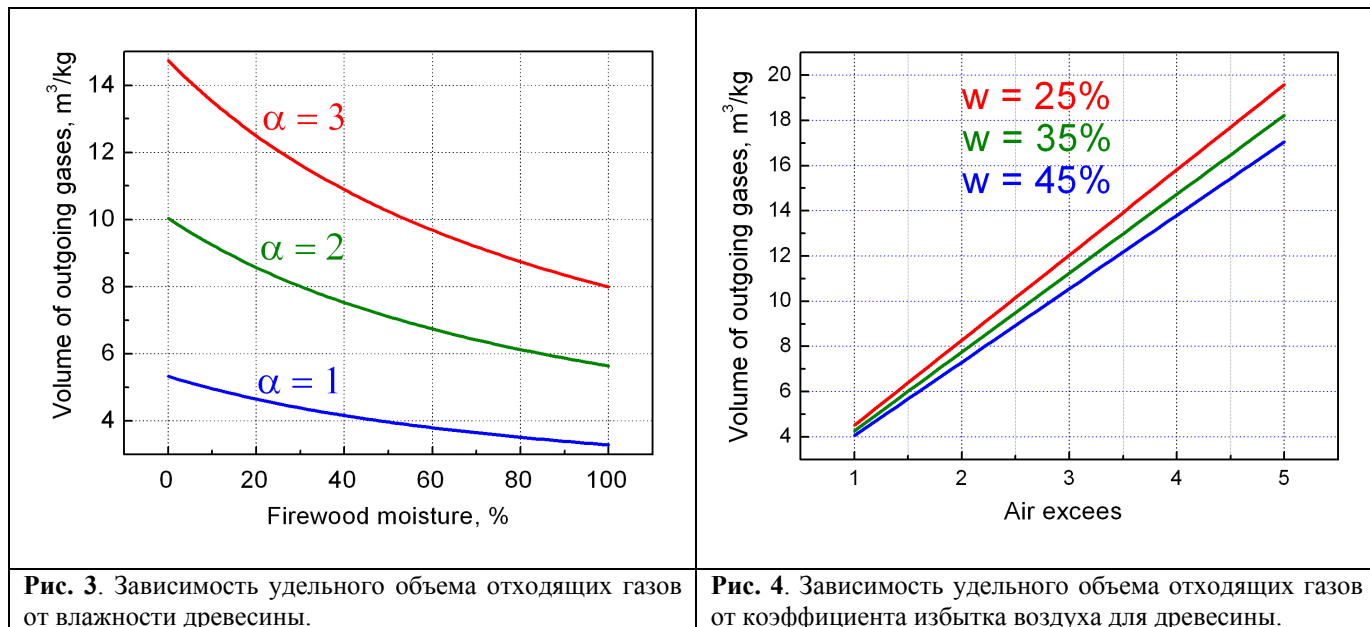 Volume of outgoing gases, m³/kg
14
12
10
8
6
4
α = 3
α = 2
α = 1
0 20 40 60 80 100
Firewood moisture, %
Volume of outgoing gases, m³/kg
20
18
16
14
12
10
8
6
4
w = 25%
w = 35%
w = 45%
1 2 3 4 5
Air excees
Рис. 3. Зависимость удельного объема отходящих газов
от влажности древесины.
Рис. 4. Зависимость удельного объема отходящих газов
от коэффициента избытка воздуха для древесины.